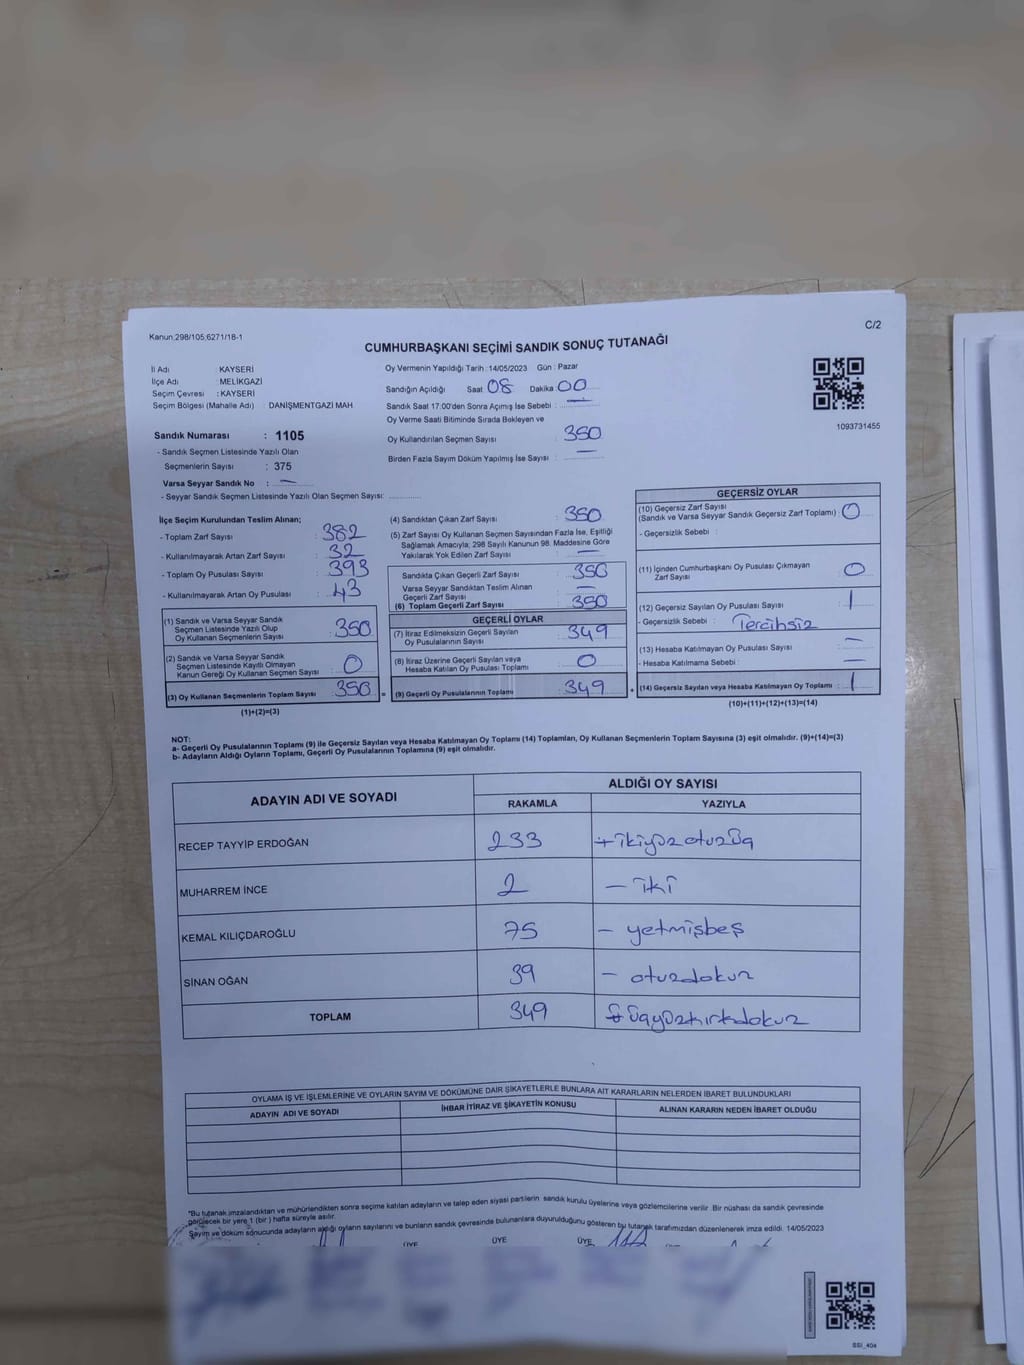 Kanun:298/105;6271/18-1
C/2
CUMHURBAŞKANI SEÇİMİ SANDIK SONUÇ TUTANAĞI
İl Adı : KAYSERİ
İlçe Adı : MELİKGAZİ
Seçim Çevresi : KAYSERİ
Seçim Bölgesi (Mahalle Adı) : DANİŞMENTGAZİ MAH
Sandık Numarası : 1105
- Sandık Seçmen Listesinde Yazılı Olan
Seçmenlerin Sayısı : 375
Varsa Seyyar Sandık No : —
- Seyyar Sandık Seçmen Listesinde Yazılı Olan Seçmen Sayısı:
Oy Vermenin Yapıldığı Tarih :14/05/2023 Gün : Pazar
Sandığın Açıldığı Saat 08 Dakika 00
Sandık Saat 17:00'den Sonra Açımış İse Sebebi : —
Oy Verme Saati Bitiminde Sırada Bekleyen ve
Oy Kullandırılan Seçmen Sayısı : 350
Birden Fazla Sayım Döküm Yapılmış İse Sayısı : —
1093731455
İlçe Seçim Kurulundan Teslim Alınan;
- Toplam Zarf Sayısı : 382
- Kullanılmayarak Artan Zarf Sayısı : 32
- Toplam Oy Pusulası Sayısı : 393
- Kullanılmayarak Artan Oy Pusulası : 43
(1) Sandık ve Varsa Seyyar Sandık
Seçmen Listesinde Yazılı Olup
Oy Kullanan Seçmenlerin Sayısı : 350
(2) Sandık ve Varsa Seyyar Sandık
Seçmen Listesinde Kayıtlı Olmayan
Kanun Gereği Oy Kullanan Seçmen Sayısı : 0
(3) Oy Kullanan Seçmenlerin Toplam Sayısı : 350 =
(1)+(2)=(3)
(4) Sandıktan Çıkan Zarf Sayısı : 350
(5) Zarf Sayısı Oy Kullanan Seçmen Sayısından Fazla İse, Eşitliği
Sağlamak Amacıyla; 298 Sayılı Kanunun 98. Maddesine Göre
Yakılarak Yok Edilen Zarf Sayısı : —
Sandıkta Çıkan Geçerli Zarf Sayısı : 350
Varsa Seyyar Sandıktan Teslim Alınan
Geçerli Zarf Sayısı : —
(6) Toplam Geçerli Zarf Sayısı : 350
GEÇERLİ OYLAR
(7) İtiraz Edilmeksizin Geçerli Sayılan
Oy Pusulalarının Sayısı : 349
(8) İtiraz Üzerine Geçerli Sayılan veya
Hesaba Katılan Oy Pusulası Toplamı : 0
(9) Geçerli Oy Pusulalarının Toplamı : 349 +
GEÇERSİZ OYLAR
(10) Geçersiz Zarf Sayısı
(Sandık ve Varsa Seyyar Sandık Geçersiz Zarf Toplamı) : 0
- Geçersizlik Sebebi :
(11) İçinden Cumhurbaşkanı Oy Pusulası Çıkmayan
Zarf Sayısı : 0
(12) Geçersiz Sayılan Oy Pusulası Sayısı : 1
- Geçersizlik Sebebi : Tercihsiz
(13) Hesaba Katılmayan Oy Pusulası Sayısı : —
- Hesaba Katılmama Sebebi : —
(14) Geçersiz Sayılan veya Hesaba Katılmayan Oy Toplamı : 1
(10)+(11)+(12)+(13)=(14)
NOT:
a- Geçerli Oy Pusulalarının Toplamı (9) ile Geçersiz Sayılan veya Hesaba Katılmayan Oy Toplamı (14) Toplamları, Oy Kullanan Seçmenlerin Toplam Sayısına (3) eşit olmalıdır. (9)+(14)=(3)
b- Adayların Aldığı Oyların Toplamı, Geçerli Oy Pusulalarının Toplamına (9) eşit olmalıdır.
ADAYIN ADI VE SOYADI
ALDIĞI OY SAYISI
RAKAMLA YAZIYLA
RECEP TAYYİP ERDOĞAN 233 ikiyüzotuzüç
MUHARREM İNCE 2 - iki
KEMAL KILIÇDAROĞLU 75 - yetmişbeş
SİNAN OĞAN 39 - otuzdokuz
TOPLAM 349 üçyüzkırkdokuz
OYLAMA İŞ VE İŞLEMLERİNE VE OYLARIN SAYIM VE DÖKÜMÜNE DAİR ŞİKAYETLERLE BUNLARA AİT KARARLARIN NELERDEN İBARET BULUNDUKLARI
ADAYIN ADI VE SOYADI İHBAR İTİRAZ VE ŞİKAYETİN KONUSU ALINAN KARARIN NEDEN İBARET OLDUĞU
"Bu tutanak imzalandıktan ve mühürlendikten sonra seçime katılan adayların ve talep eden siyasi partilerin sandık kurulu üyelerine veya gözlemcilerine verilir. Bir nüshası da sandık çevresinde
görülecek bir yere 1 (bir ) hafta süreyle asılır.
Sayım ve döküm sonucunda adayların aldığı oyların sayılarını ve bunların sandık çevresinde bulunanlara duyurulduğunu gösteren bu tutanak tarafımızdan düzenlenerek imza edildi. 14/05/2023
ÜYE ÜYE ÜYE
SSI_404